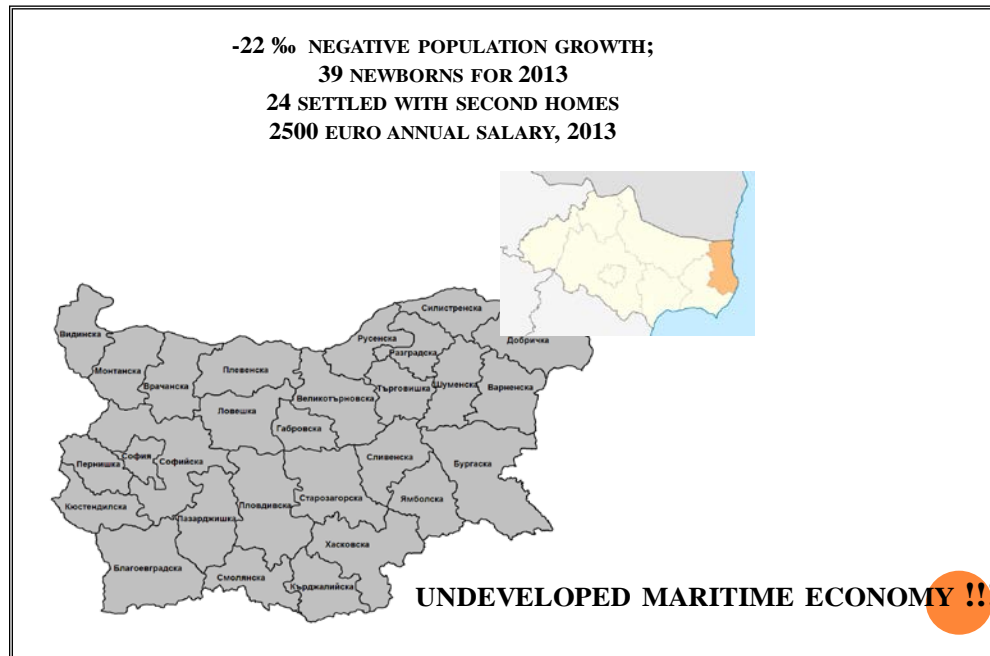 -22 ‰ NEGATIVE POPULATION GROWTH;
39 NEWBORNS FOR 2013
24 SETTLED WITH SECOND HOMES
2500 EURO ANNUAL SALARY, 2013
Силистренска
Видинска
Русенска
Добричка
Разградска
Монтанска
Плевенска
Врачанска
Търговишка
Шуменска
Варненска
Великотърновска
Ловешка
Габровска
София
Софийска
Сливенска
Бургаска
Пернишка
Старозагорска
Ямболска
Кюстендилска
Пловдивска
Пазарджишка
Хасковска
Благоевградска
Смолянска
Кърджалийска
UNDEVELOPED MARITIME ECONOMY !!